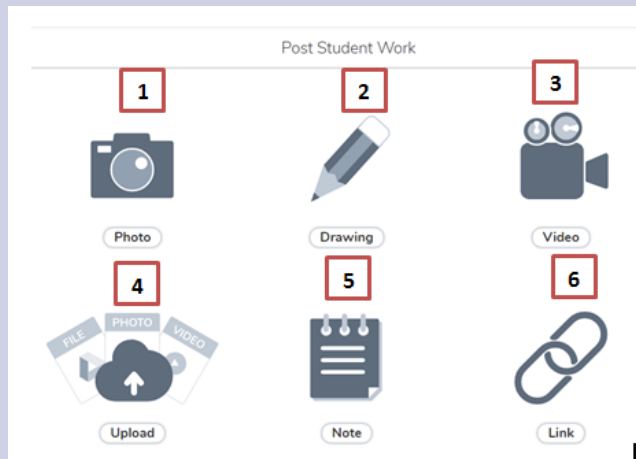 Post Student Work
1 2 3
Photo Drawing Video
4 5 6
FILE PHOTO VIDEO
Upload Note Link